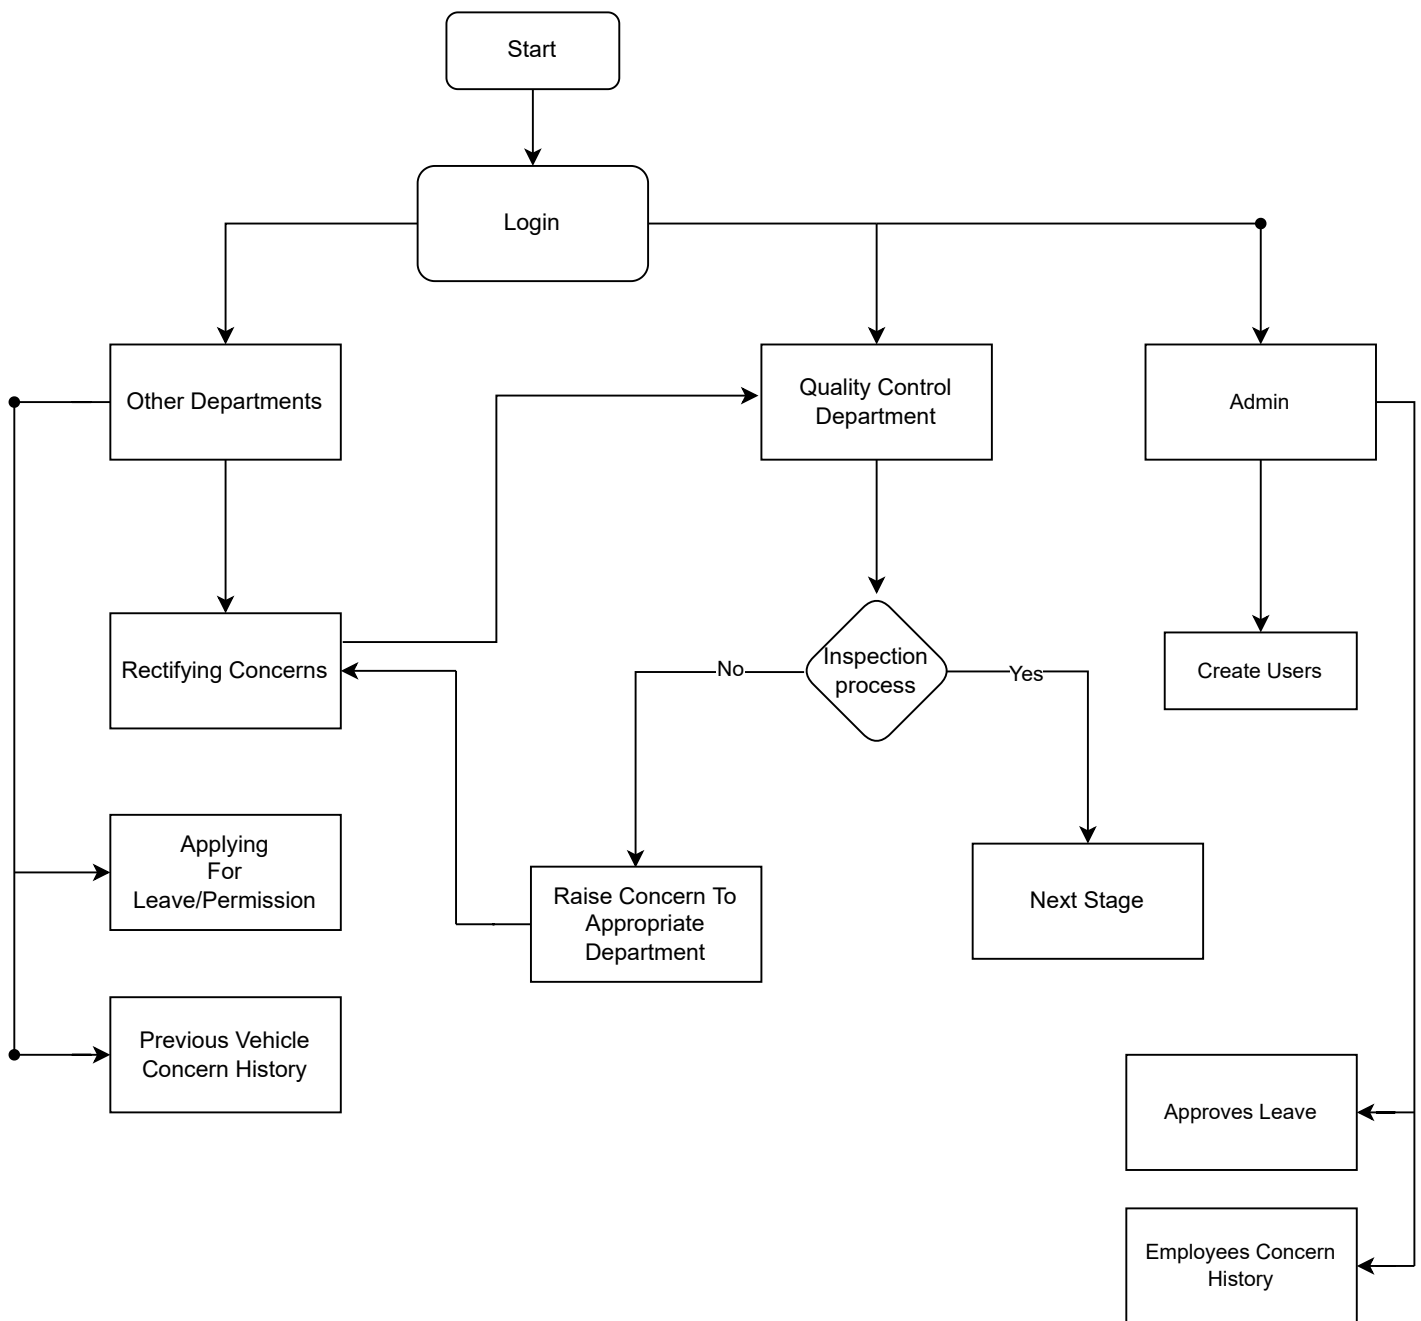 Start
Login
Other Departments
Quality Control
Department
Admin
Rectifying Concerns
No
Inspection
process
Yes
Create Users
Applying
For
Leave/Permission
Raise Concern To
Appropriate
Department
Next Stage
Previous Vehicle
Concern History
Approves Leave
Employees Concern
History